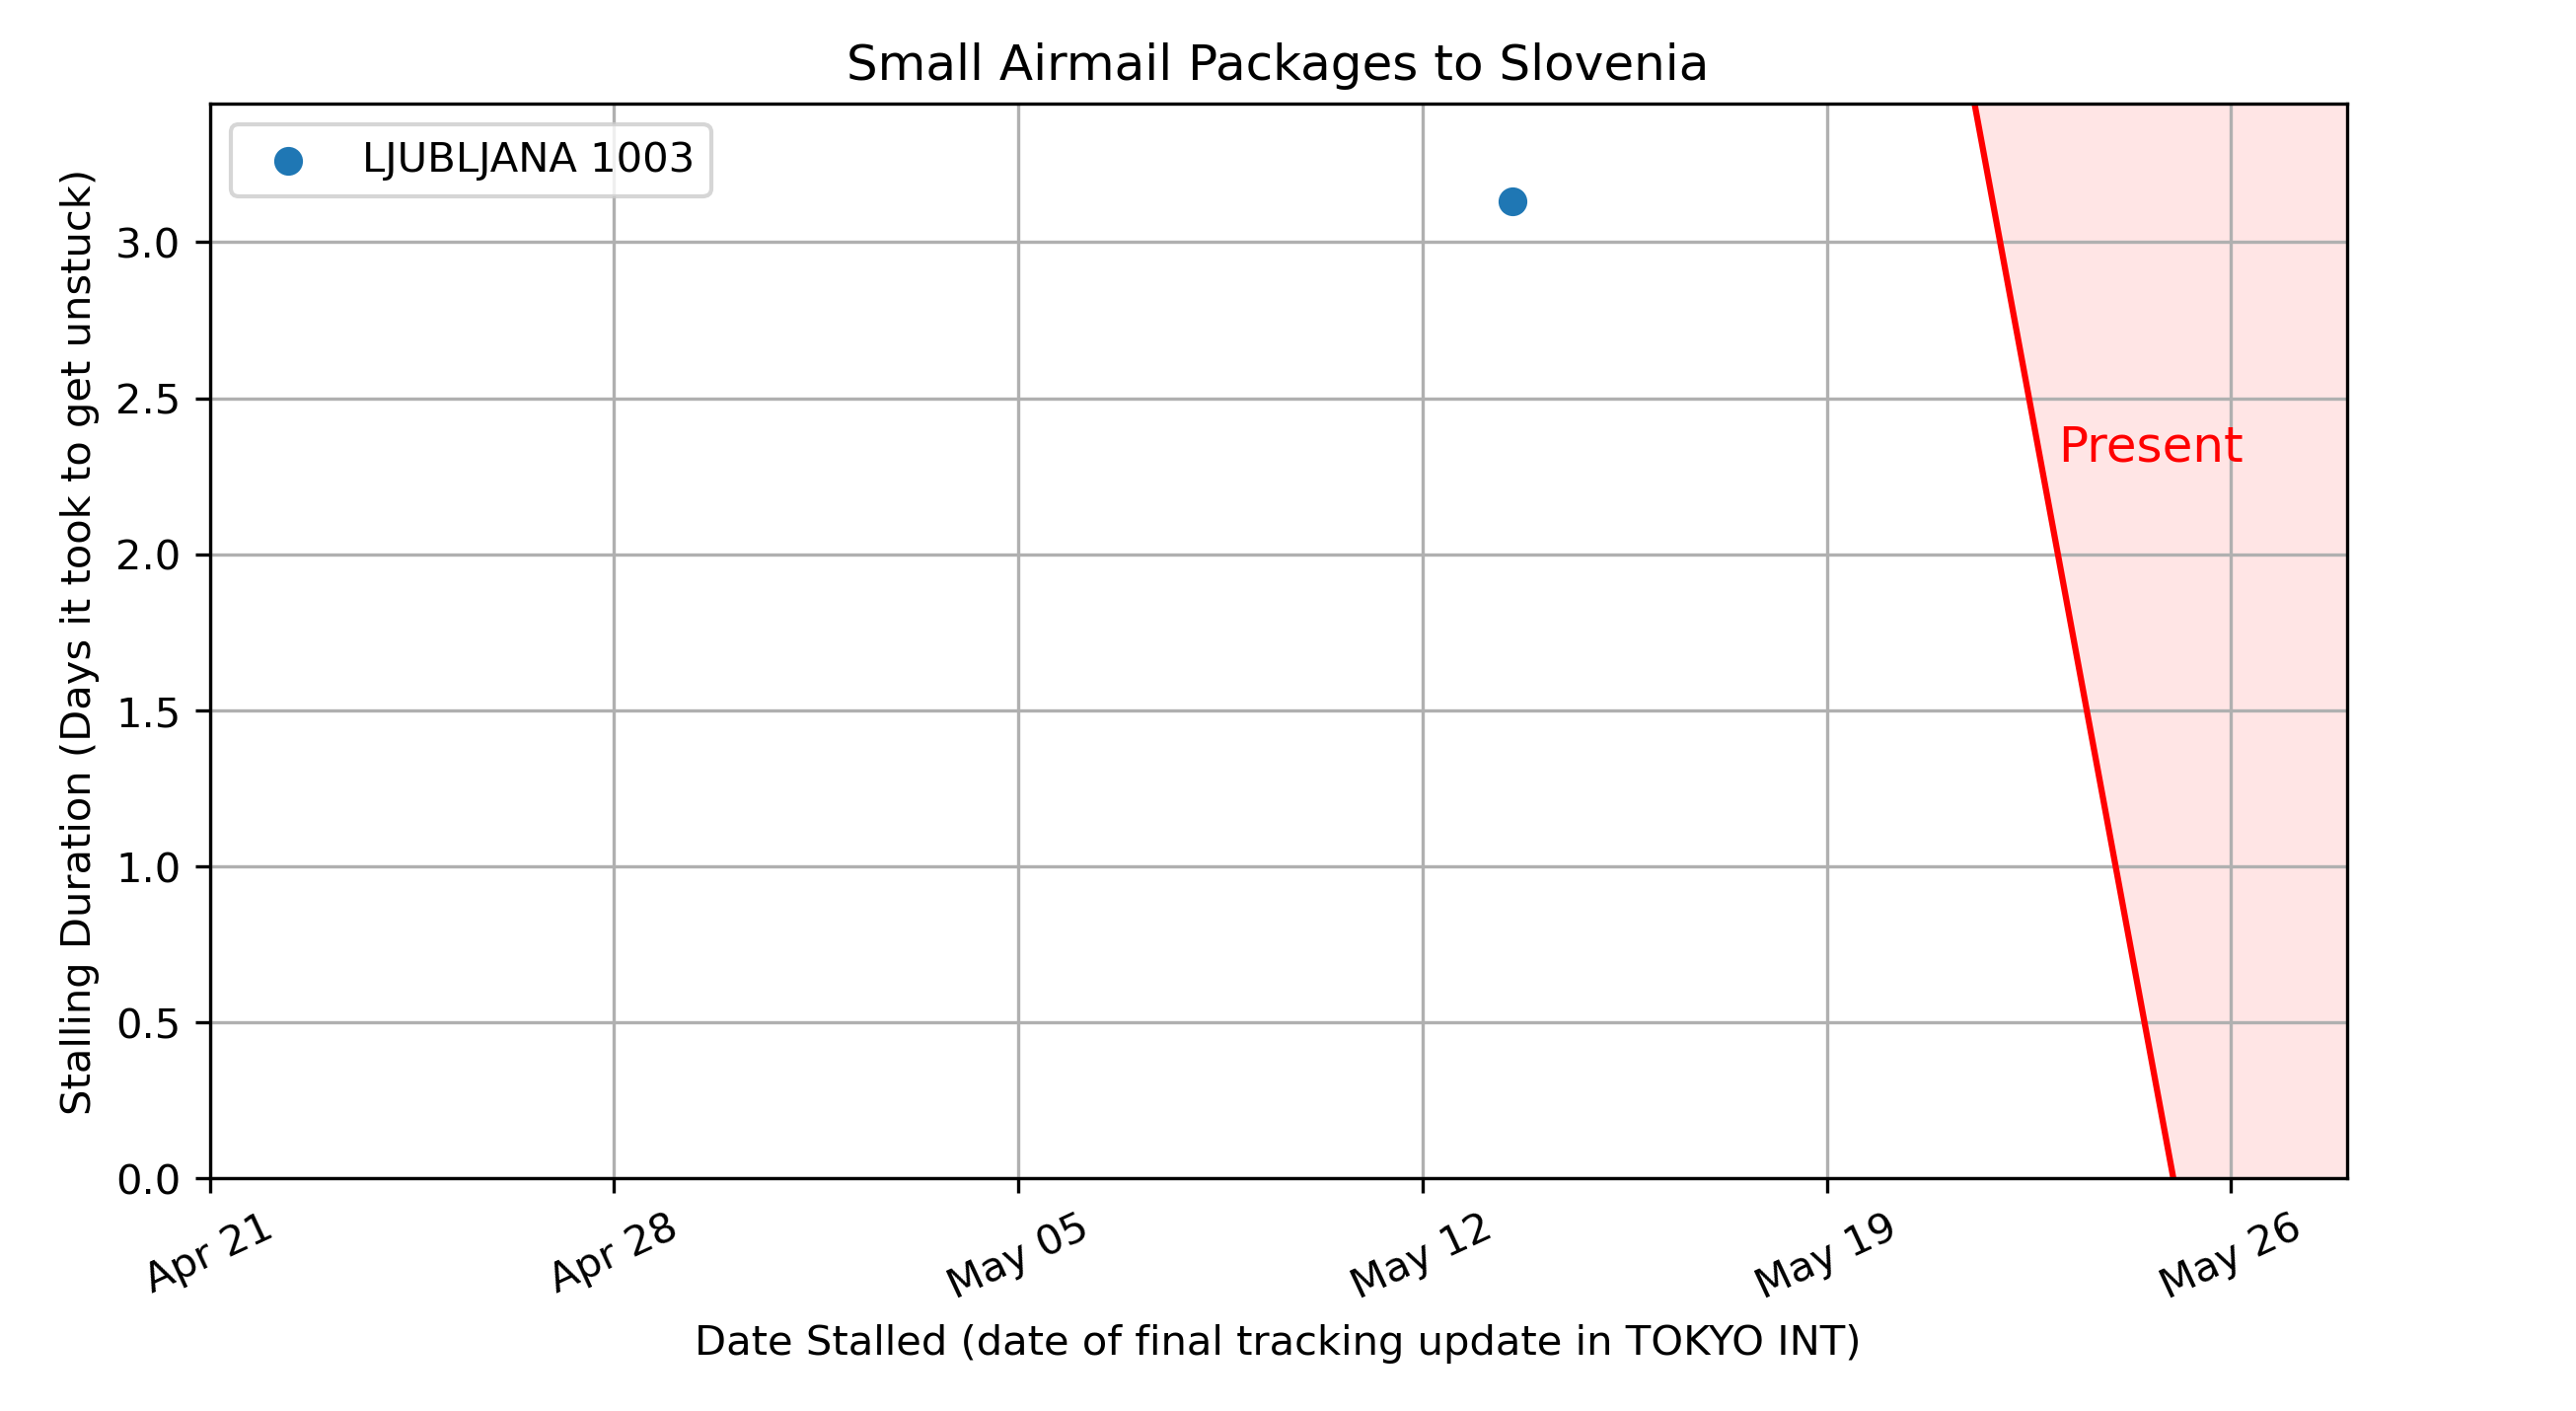 Small Airmail Packages to Slovenia
LJUBLJANA 1003
Stalling Duration (Days it took to get unstuck)
3.0
2.5
2.0
1.5
1.0
0.5
0.0
Present
Apr 21
Apr 28
May 05
May 12
May 19
May 26
Date Stalled (date of final tracking update in TOKYO INT)